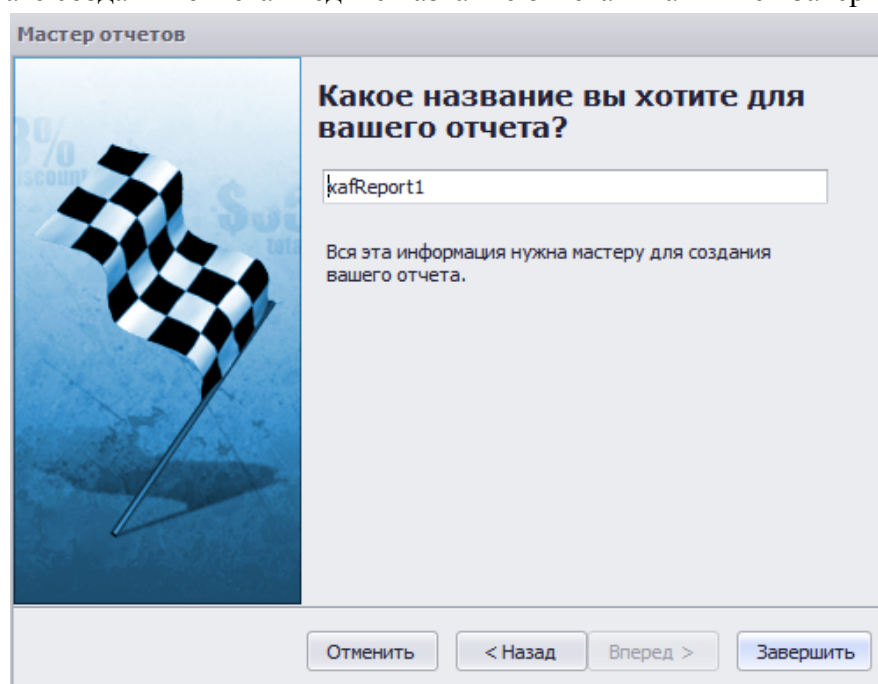 Мастер отчетов
Какое название вы хотите для
вашего отчета?
kafReport1
Вся эта информация нужна мастеру для создания
вашего отчета.
Отменить
< Назад
Вперед >
Завершить